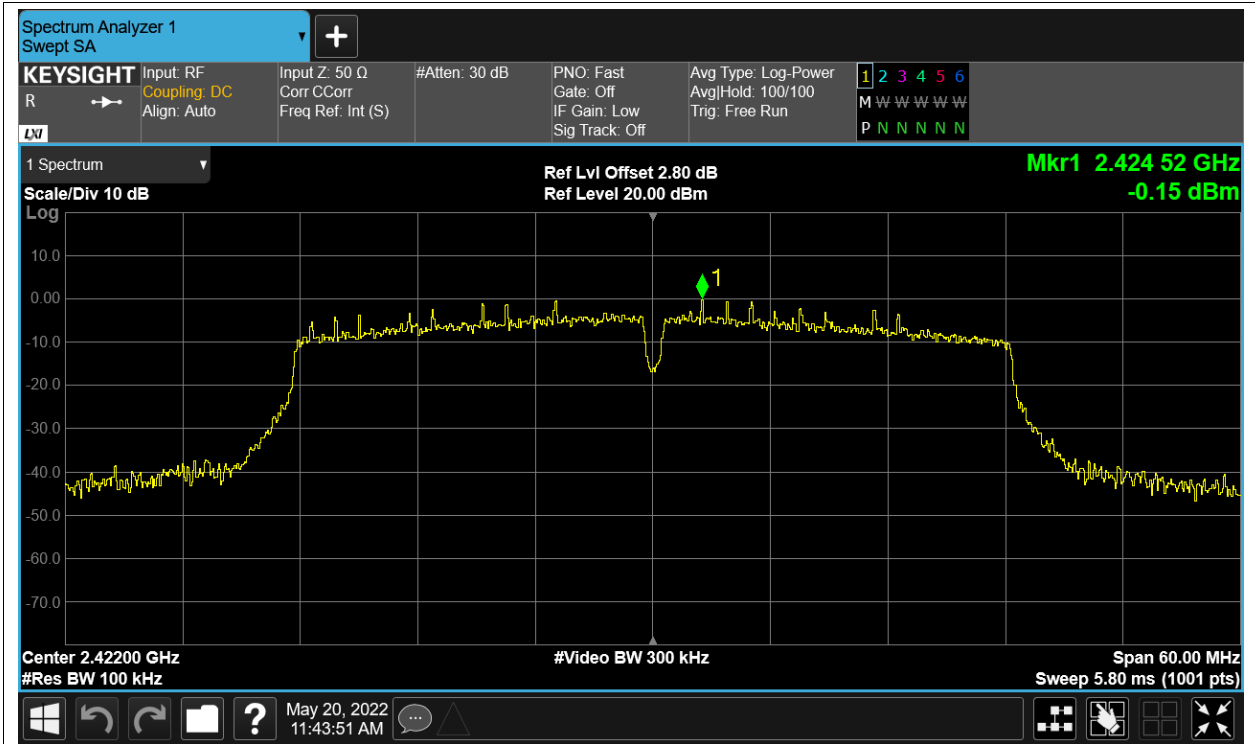 Spectrum Analyzer 1
Swept SA
KEYSIGHT
R
LXI
Input: RF
Coupling: DC
Align: Auto
Input Z: 50 Ω
Corr CCorr
Freq Ref: Int (S)
#Atten: 30 dB
PNO: Fast
Gate: Off
IF Gain: Low
Sig Track: Off
Avg Type: Log-Power
Avg|Hold: 100/100
Trig: Free Run
1 2 3 4 5 6
M W W W W W
P N N N N N
1 Spectrum
Scale/Div 10 dB
Log
Ref Lvl Offset 2.80 dB
Ref Level 20.00 dBm
Mkr1 2.424 52 GHz
-0.15 dBm
1
10.0
0.00
-10.0
-20.0
-30.0
-40.0
-50.0
-60.0
-70.0
Center 2.42200 GHz
#Res BW 100 kHz
#Video BW 300 kHz
Span 60.00 MHz
Sweep 5.80 ms (1001 pts)
?
May 20, 2022
11:43:51 AM